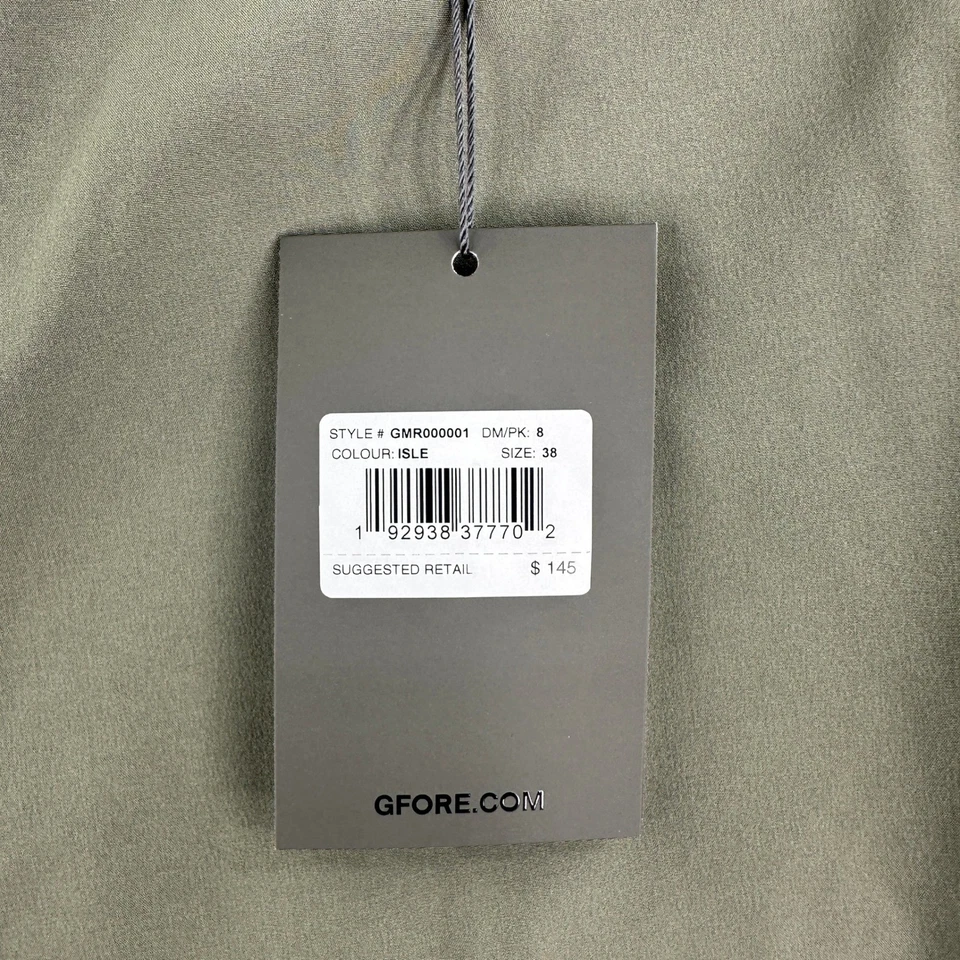 STYLE # GMR000001 DM/PK: 8
COLOUR: ISLE SIZE: 38
1 92938 37770 2
SUGGESTED RETAIL $ 145
GFORE.COM